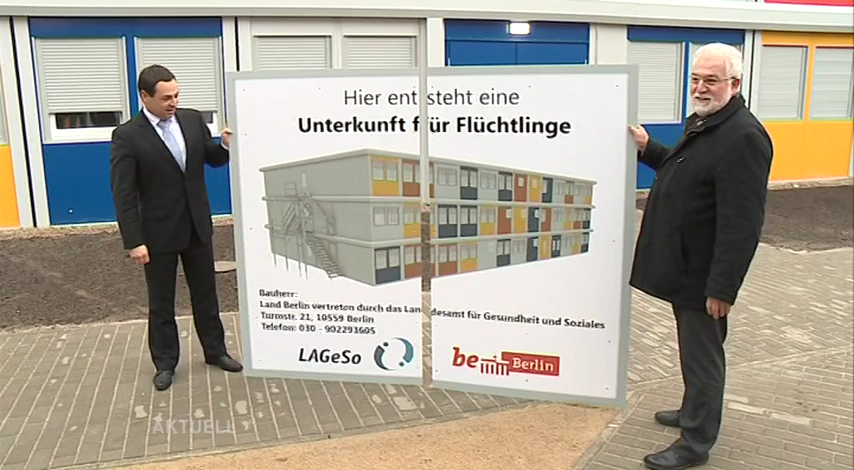 Hier entsteht eine
Unterkunft für Flüchtlinge
Bauherr:
Land Berlin vertreten durch das Landesamt für Gesundheit und Soziales
Turmstr. 21, 10559 Berlin
Telefon: 030 - 902293605
LAGeSo
be Berlin
AKTUELL